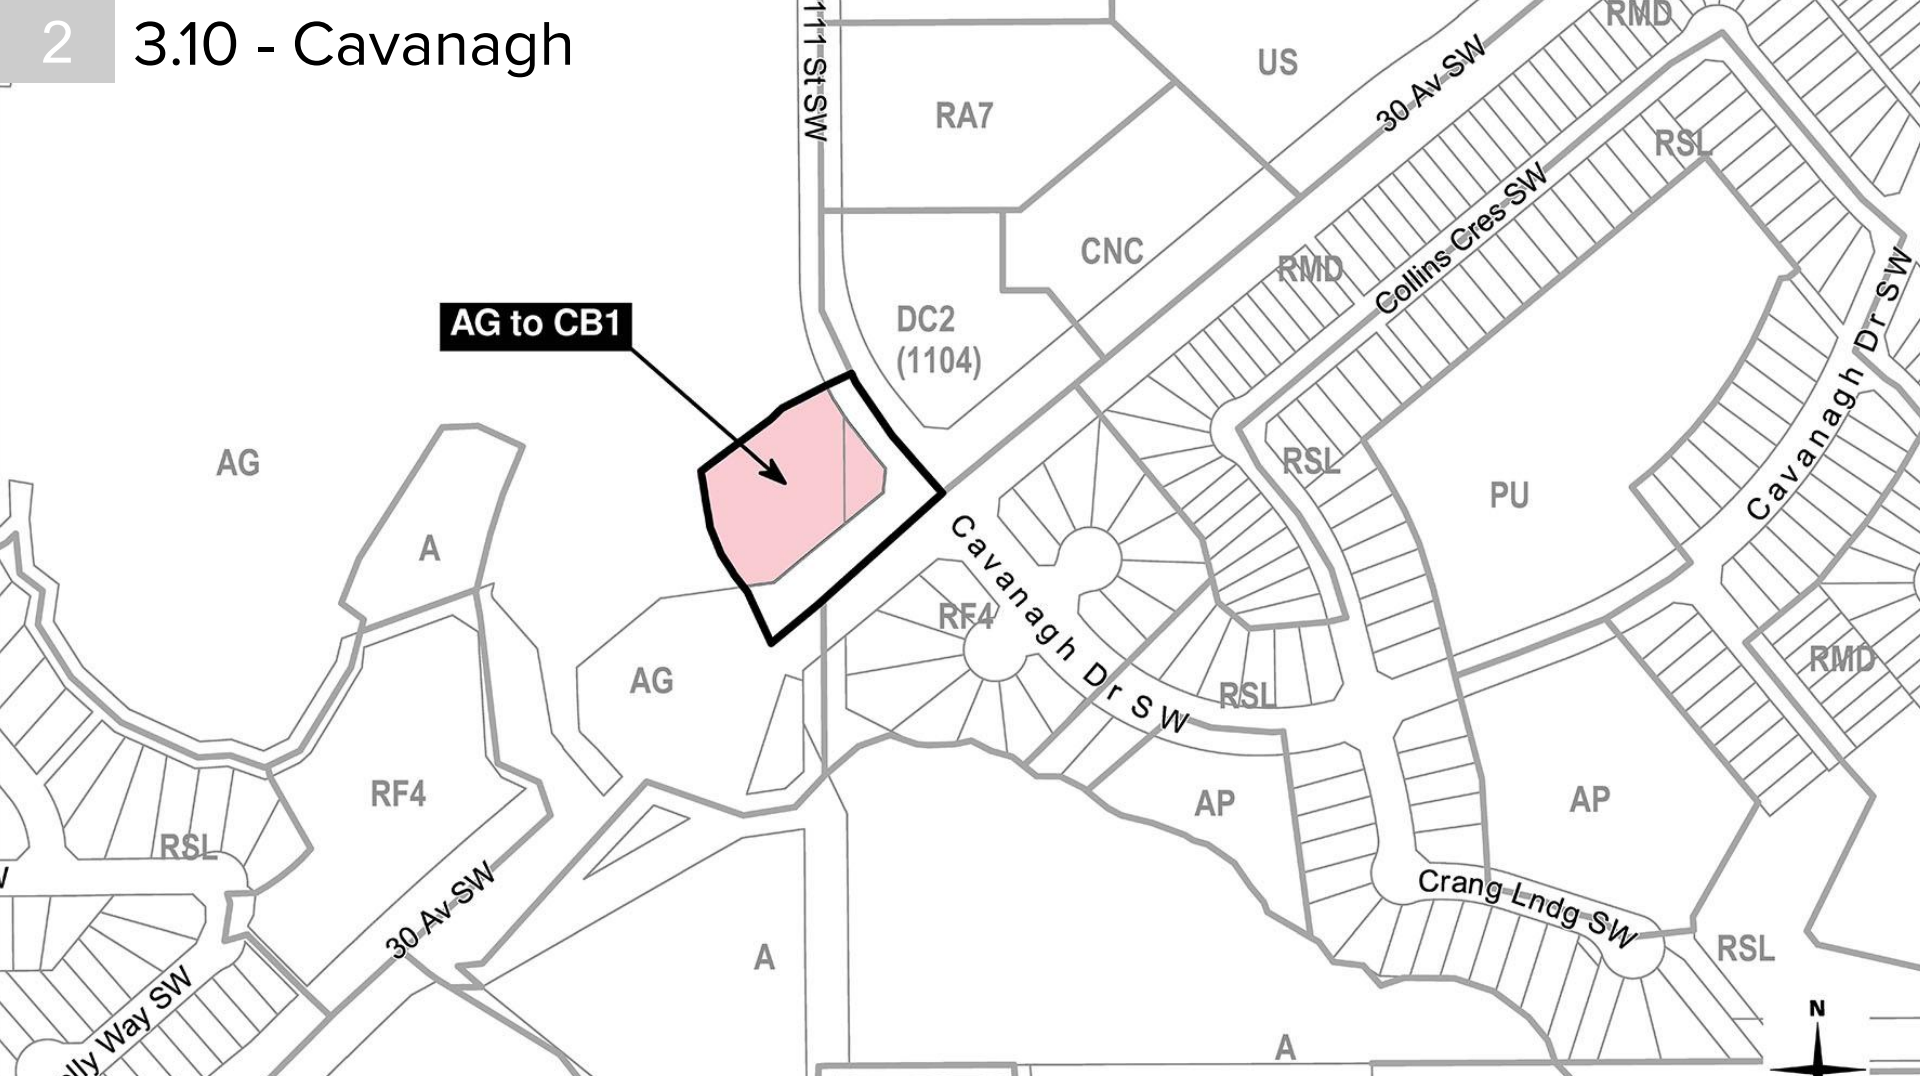 2
3.10 - Cavanagh
RMD
111 St SW
US
30 Av SW
RA7
RSL
CNC
RMD
Collins Cres SW
Cavanagh Dr SW
AG to CB1
DC2
(1104)
AG
RSL
PU
A
Cavanagh Dr SW
RF4
RMD
AG
RSL
RF4
AP
AP
RSL
Crang Lndg SW
30 Av SW
RSL
A
Way SW
N
A